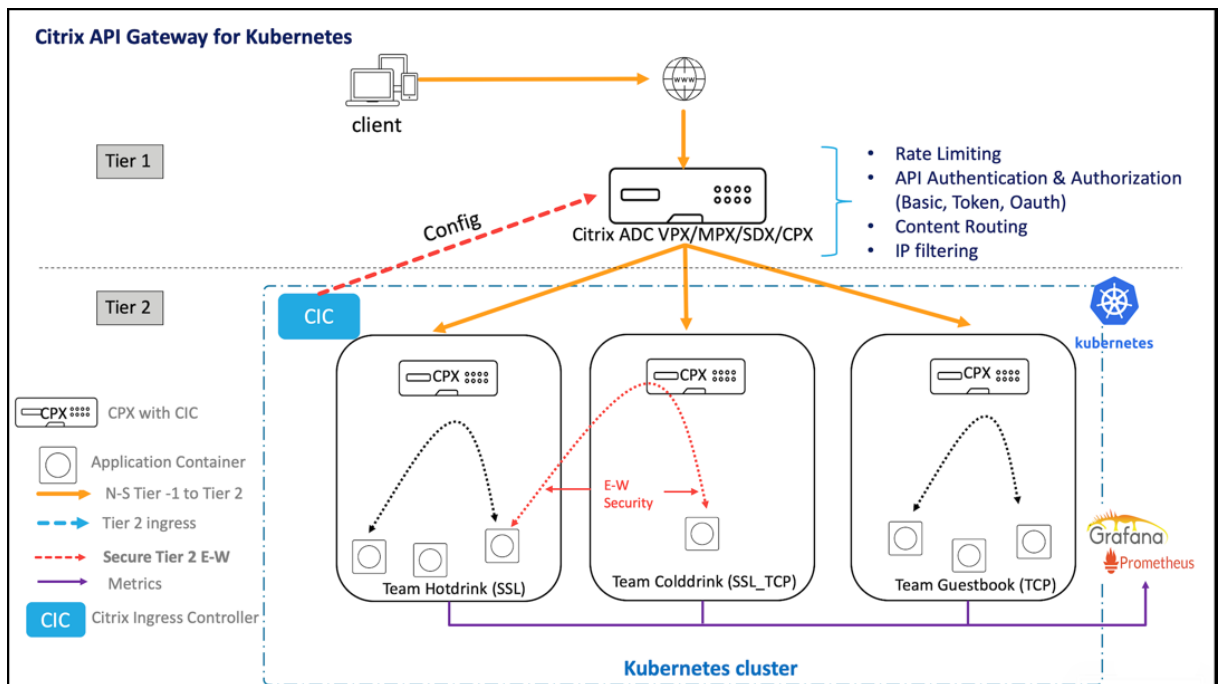 Citrix API Gateway for Kubernetes
www
client
Tier 1
• Rate Limiting
• API Authentication & Authorization
(Basic, Token, Oauth)
• Content Routing
• IP filtering
Config
Citrix ADC VPX/MPX/SDX/CPX
Tier 2
CIC
kubernetes
CPX
CPX
CPX
CPX CPX with CIC
Application Container
N-S Tier -1 to Tier 2
Tier 2 ingress
Secure Tier 2 E-W
Metrics
CIC Citrix Ingress Controller
E-W
Security
Grafana
Prometheus
Team Hotdrink (SSL)
Team Colddrink (SSL_TCP)
Team Guestbook (TCP)
Kubernetes cluster